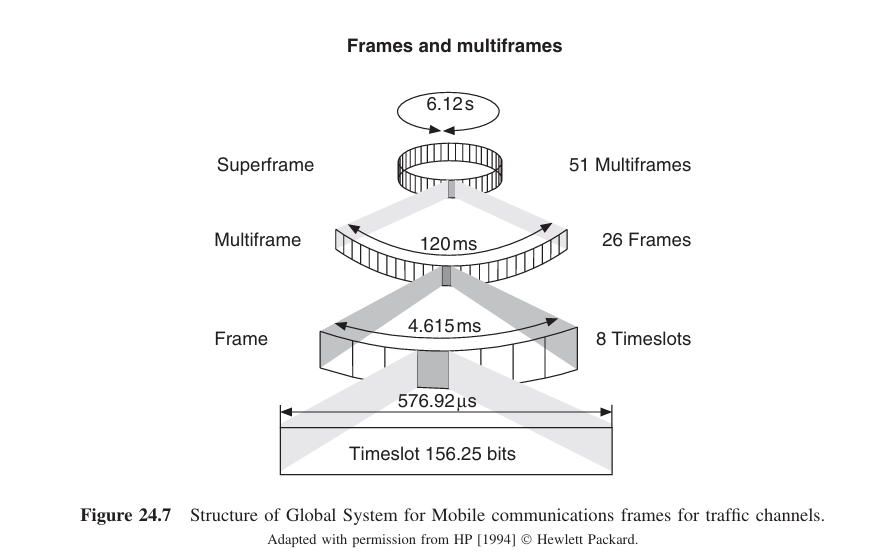 Frames and multiframes
6.12 s
Superframe
51 Multiframes
Multiframe
120 ms
26 Frames
4.615 ms
Frame
8 Timeslots
576.92 μs
Timeslot 156.25 bits
Figure 24.7 Structure of Global System for Mobile communications frames for traffic channels.
Adapted with permission from HP [1994] © Hewlett Packard.